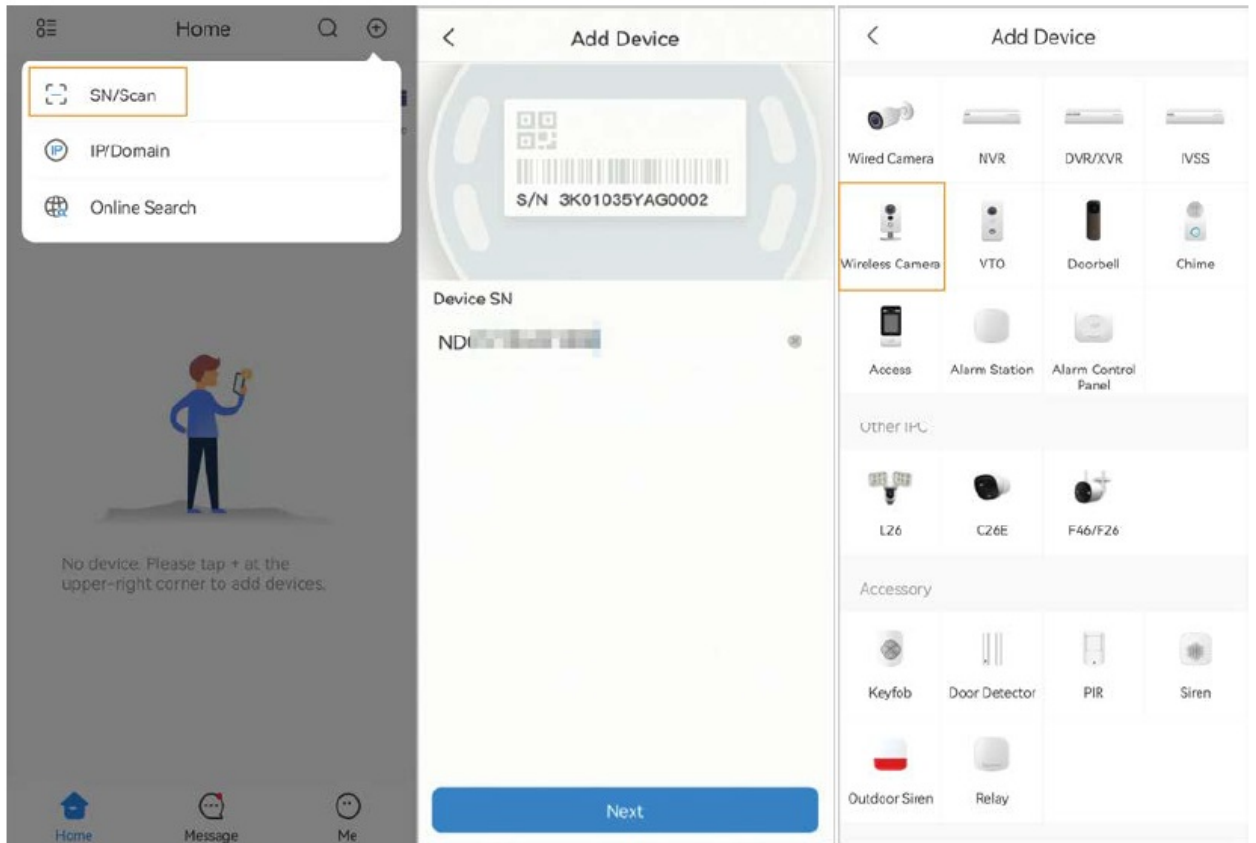 Home
SN/Scan
IP/Domain
Online Search
No device. Please tap + at the
upper-right corner to add devices.
Home
Message
Me
Add Device
S/N 3K01035YAG0002
Device SN
Next
Add Device
Wired Camera
NVR
DVR/XVR
IVSS
Wireless Camera
VTO
Doorbell
Chime
Access
Alarm Station
Alarm Control
Panel
Other IPC
L26
C26E
F46/F26
Accessory
Keyfob
Door Detector
PIR
Siren
Outdoor Siren
Relay